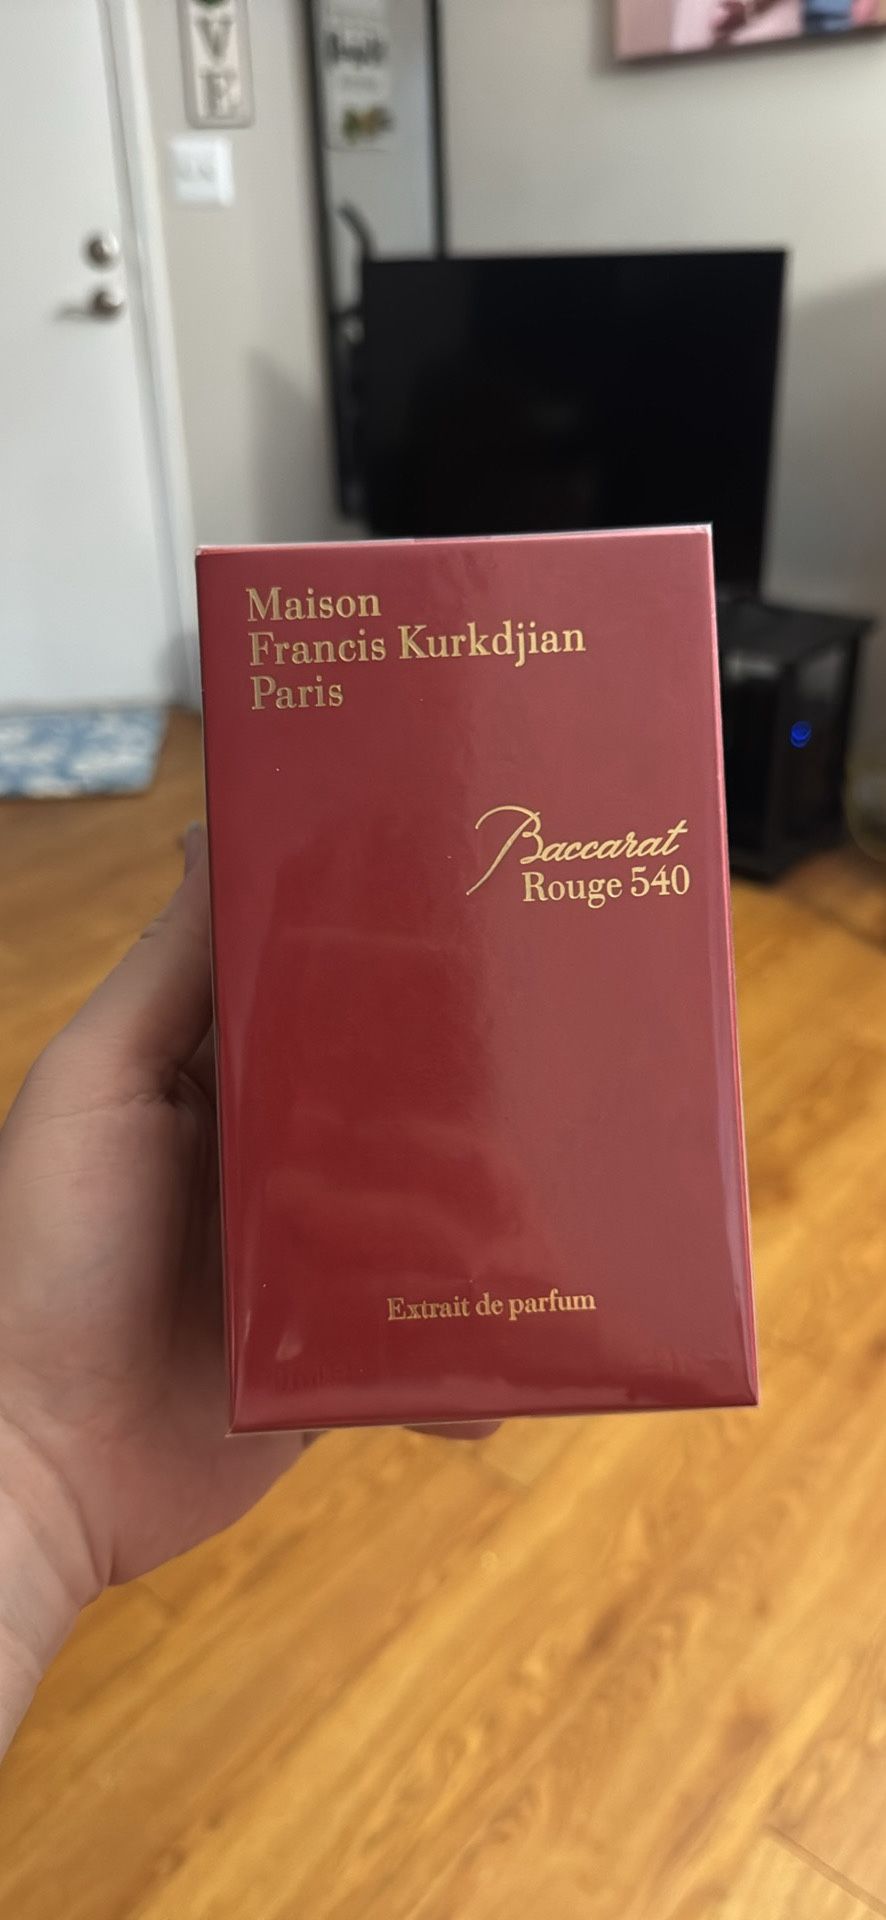 V
E
Maison
Francis Kurkdjian
Paris
Baccarat
Rouge 540
Extrait de parfum